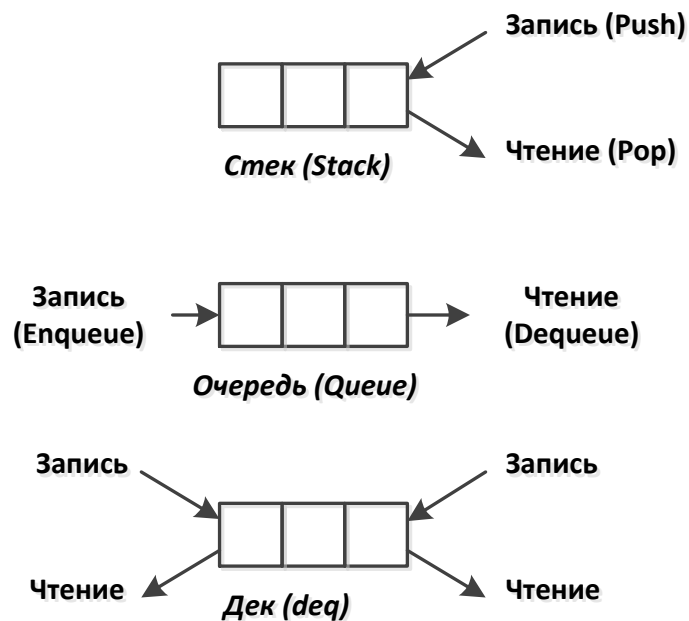 Запись (Push)
Чтение (Pop)
Стек (Stack)
Запись
(Enqueue)
Чтение
(Dequeue)
Очередь (Queue)
Запись
Запись
Чтение
Чтение
Дек (deq)